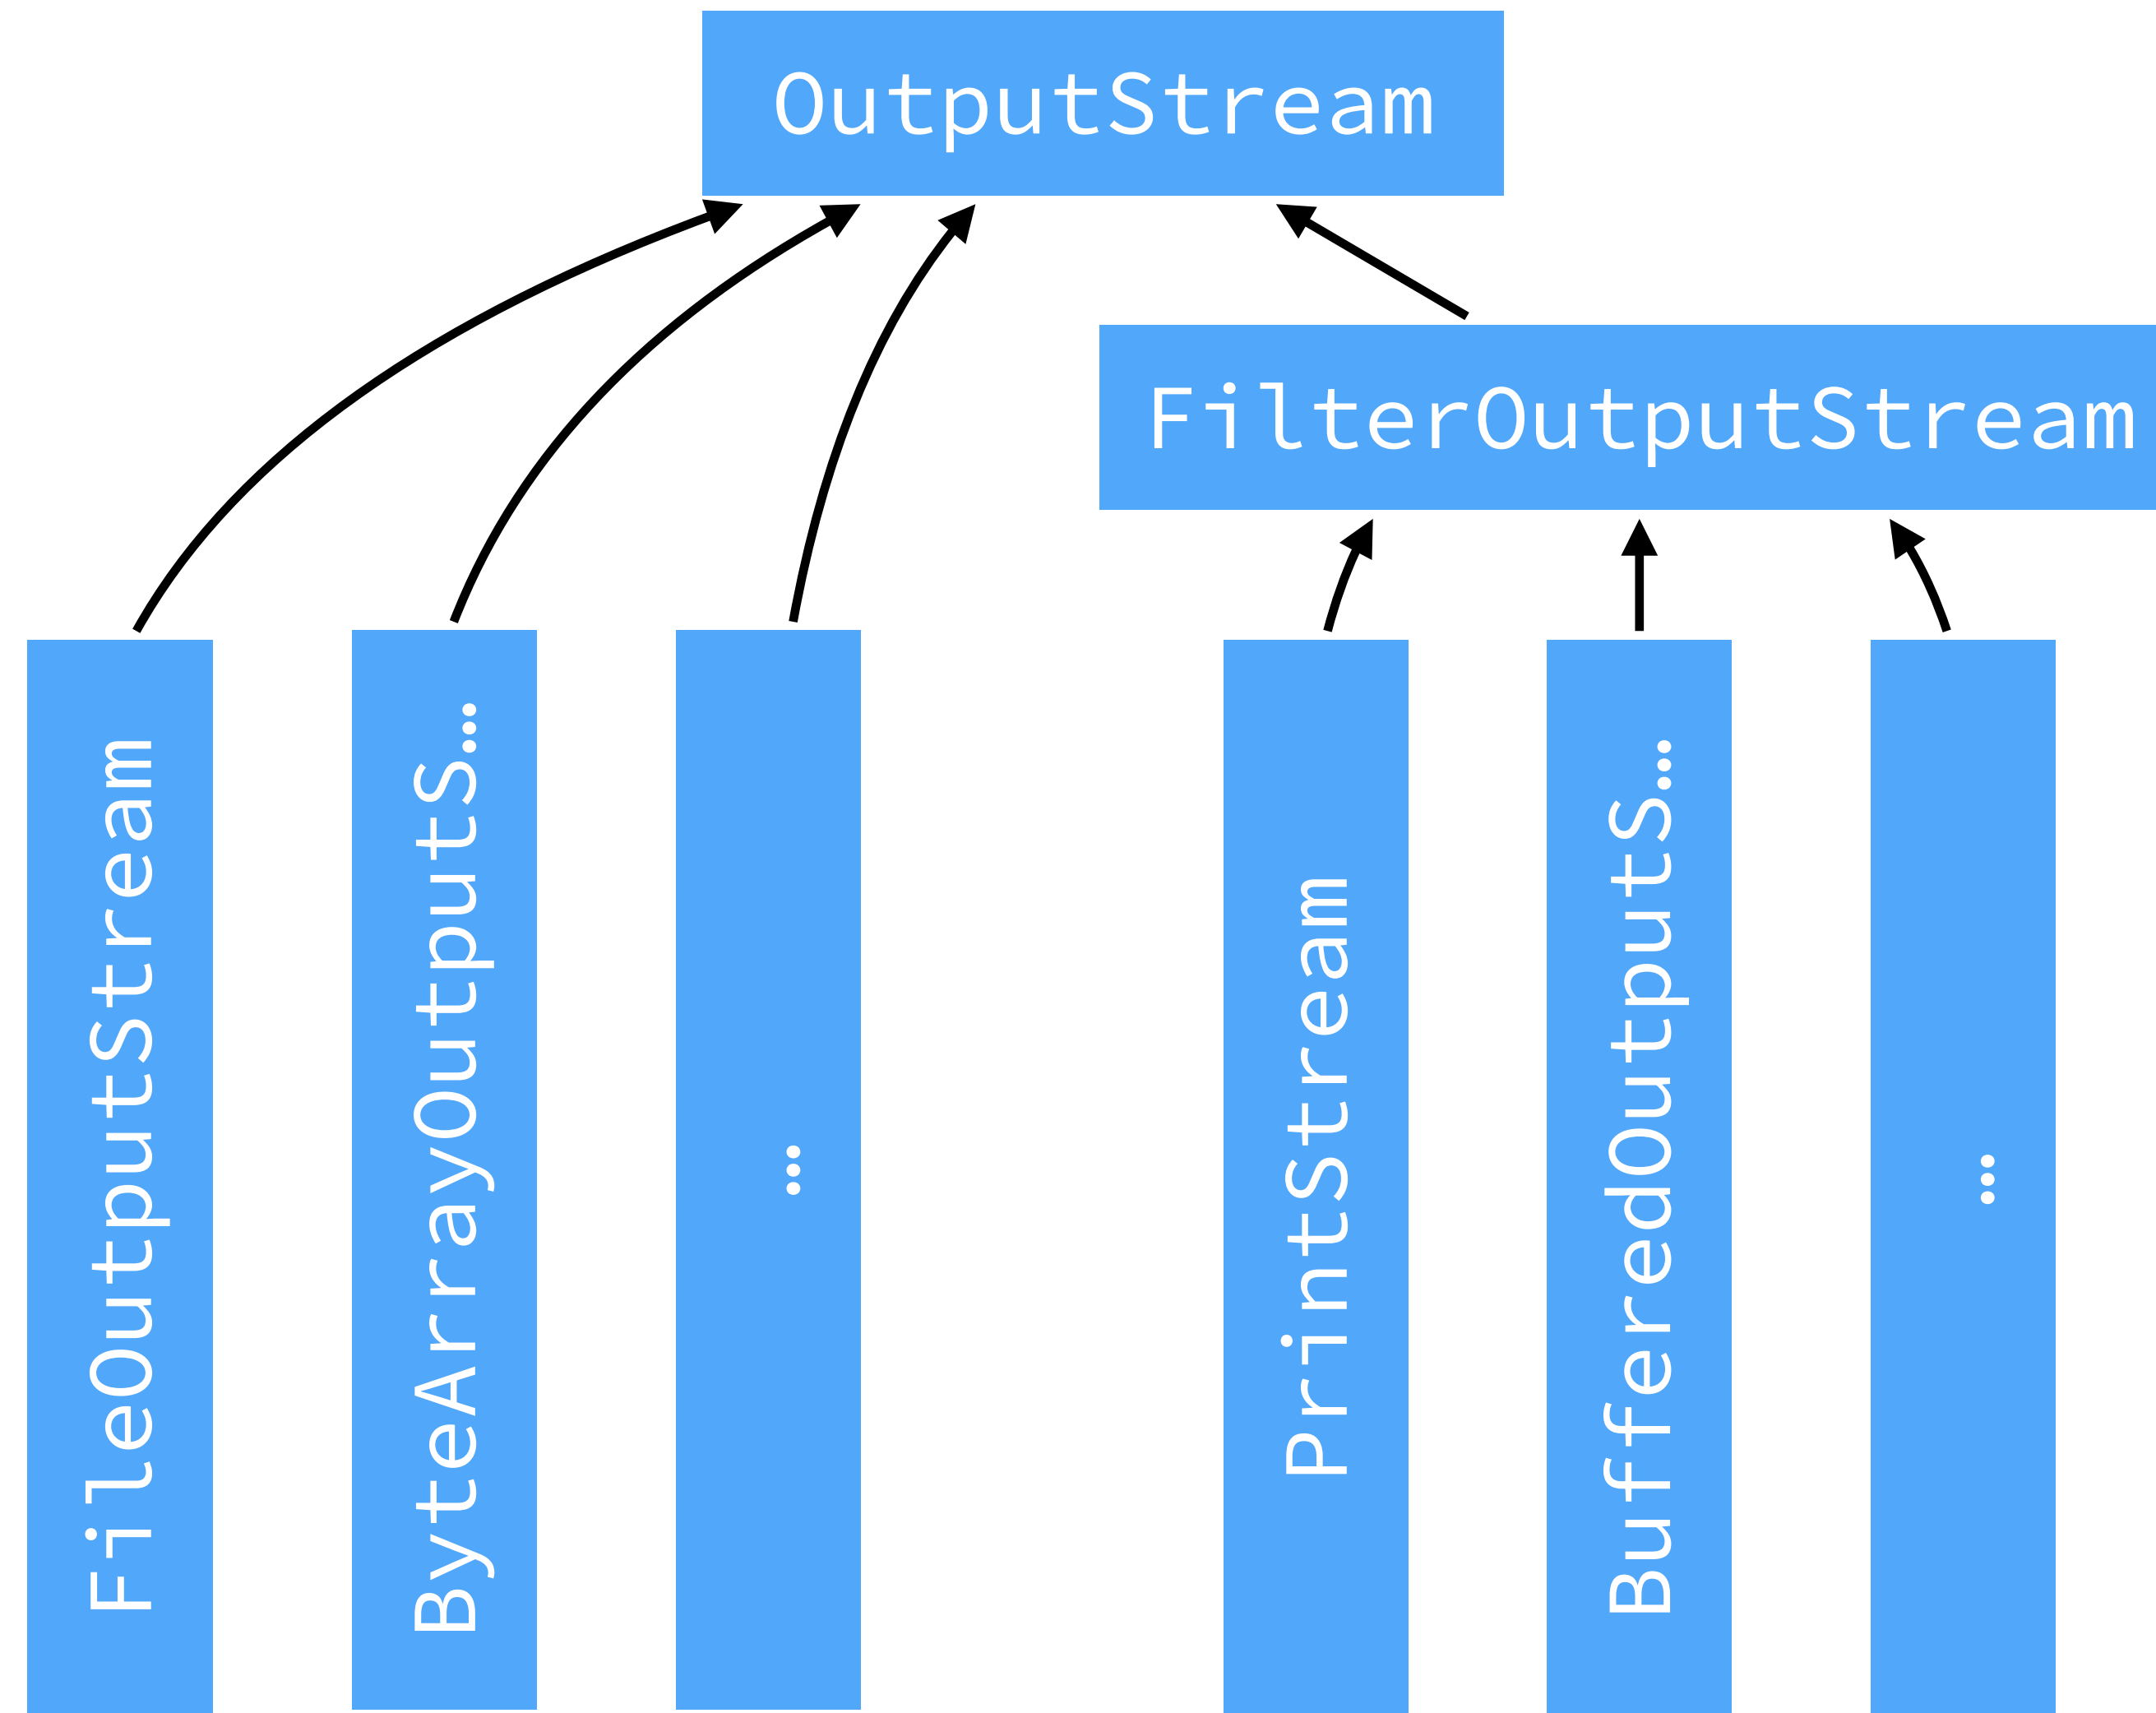 OutputStream
FilterOutputStream
FileOutputStream
ByteArrayOutputS…
…
PrintStream
BufferedOutputS…
…